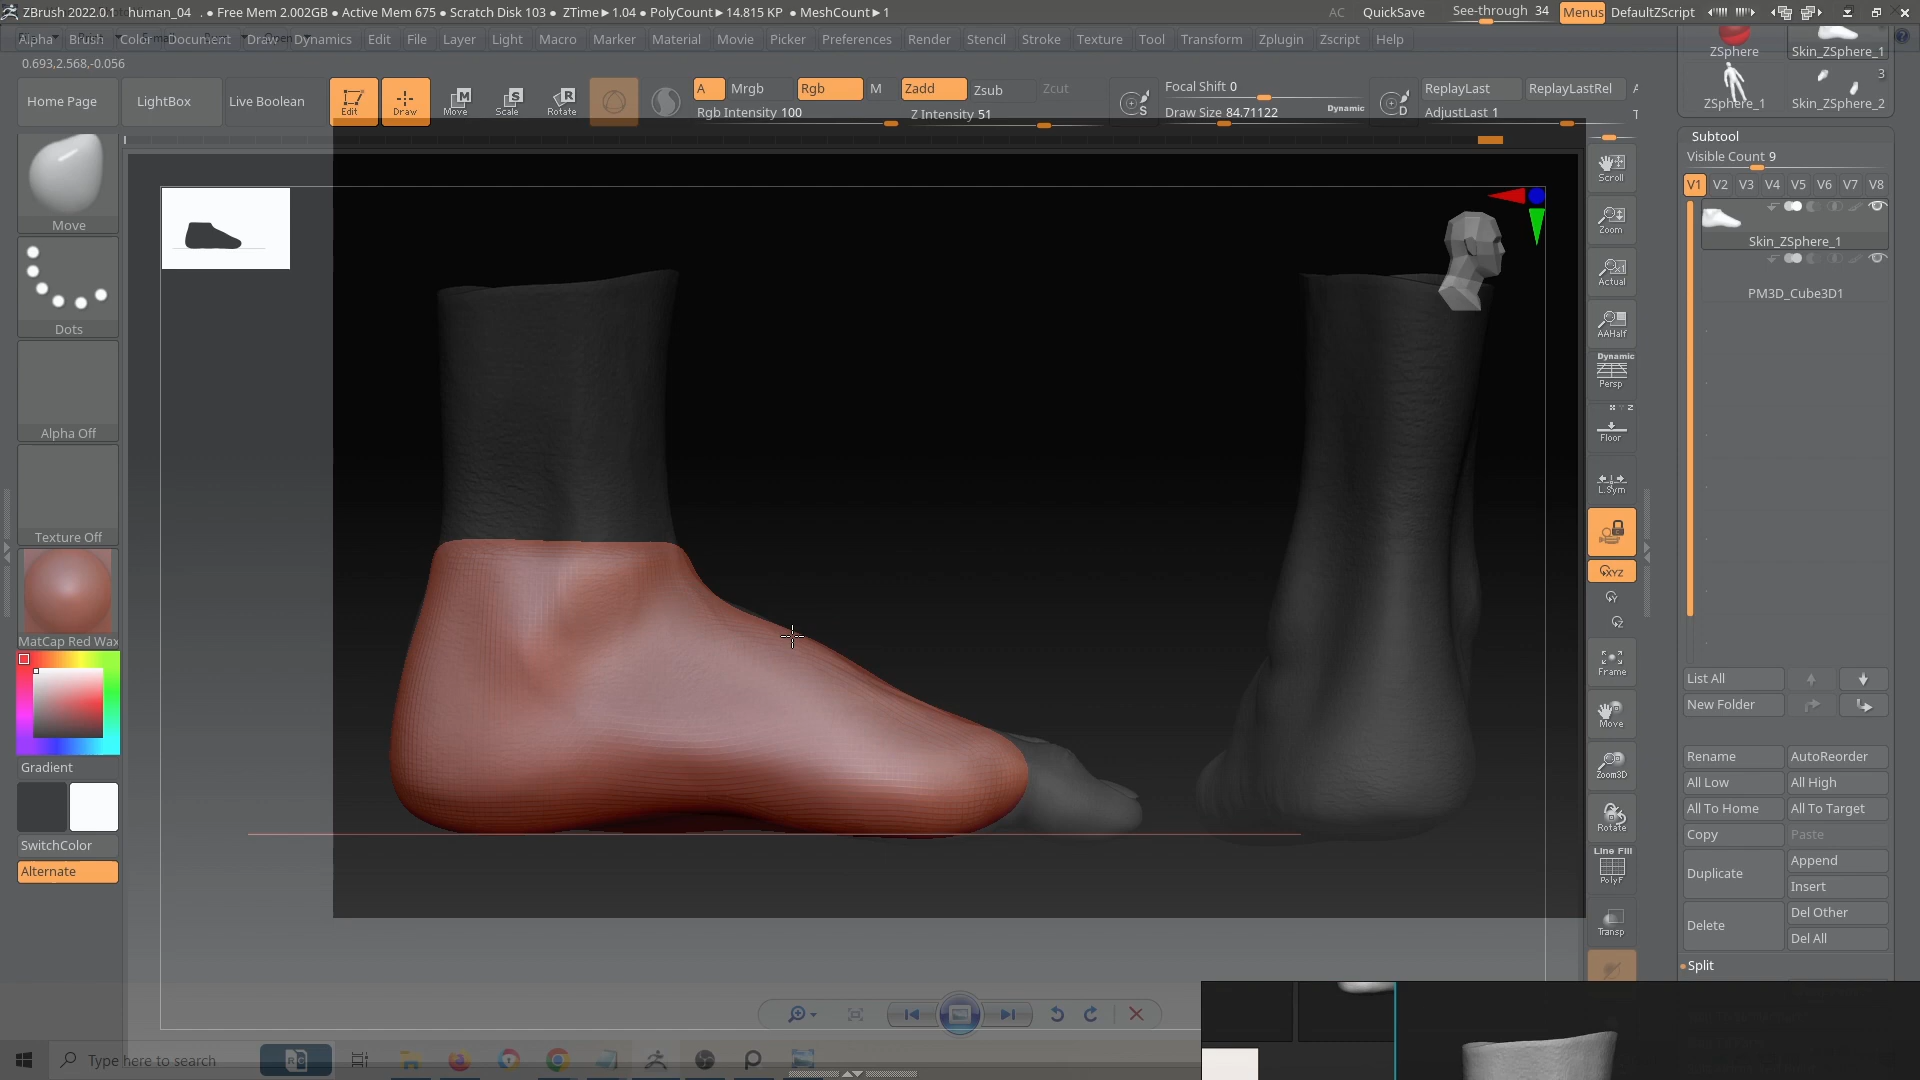 ZBrush 2022.0.1 human_04 . • Free Mem 2.002GB • Active Mem 675 • Scratch Disk 103 • ZTime►1.04 • PolyCount►14.815 KP • MeshCount►1
AC QuickSave See-through 34 Menus DefaultZScript
Alpha Brush Color Document Draw Dynamics Edit File Layer Light Macro Marker Material Movie Picker Preferences Render Stencil Stroke Texture Tool Transform Zplugin Zscript Help
0.693,2.568,-0.056
Home Page LightBox Live Boolean Edit Draw Move Scale Rotate
A Mrgb Rgb M Zadd Zsub Zcut
Rgb Intensity 100 Z Intensity 51
S Focal Shift 0
Draw Size 84.71122 Dynamic
D ReplayLast ReplayLastRel A
AdjustLast 1 T
ZSphere Skin_ZSphere_1
3
ZSphere_1 Skin_ZSphere_2
Subtool
Visible Count 9
V1 V2 V3 V4 V5 V6 V7 V8
Skin_ZSphere_1
PM3D_Cube3D1
List All
New Folder
Rename AutoReorder
All Low All High
All To Home All To Target
Copy Paste
Duplicate Append
Insert
Delete Del Other
Del All
Split
Move
Dots
Alpha Off
Texture Off
MatCap Red Wax
Gradient
SwitchColor
Alternate
Scroll
Zoom
Actual
AAHalf
Dynamic
Persp
Floor
L.Sym
XYZ
Y
Z
Frame
Move
Zoom3D
Rotate
Line Fill
PolyF
Transp
Type here to search